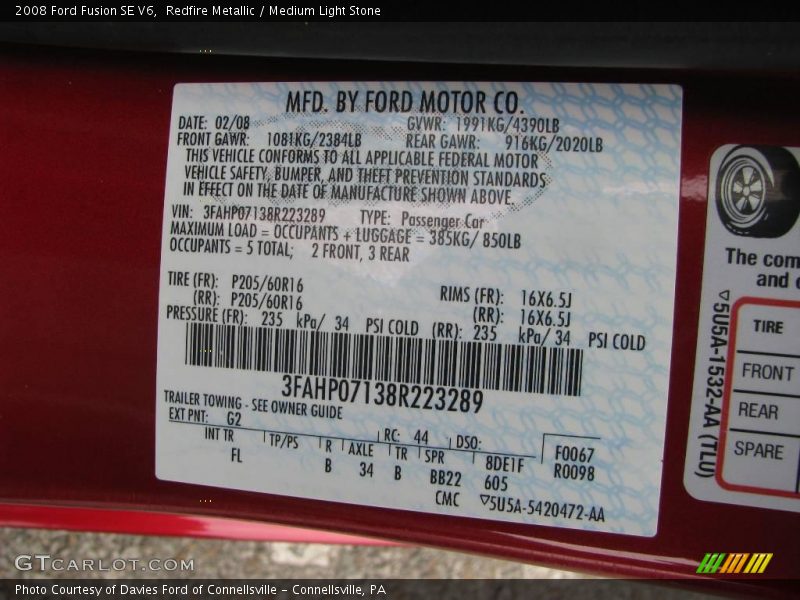 2008 Ford Fusion SE V6,  Redfire Metallic / Medium Light Stone
MFD. BY FORD MOTOR CO.
DATE: 02/08 GVWR: 1991KG/4390LB
FRONT GAWR: 1081KG/2384LB REAR GAWR: 916KG/2020LB
THIS VEHICLE CONFORMS TO ALL APPLICABLE FEDERAL MOTOR
VEHICLE SAFETY, BUMPER, AND THEFT PREVENTION STANDARDS
IN EFFECT ON THE DATE OF MANUFACTURE SHOWN ABOVE.
VIN: 3FAHP07138R223289 TYPE: Passenger Car
MAXIMUM LOAD = OCCUPANTS + LUGGAGE = 385KG/ 850LB
OCCUPANTS = 5 TOTAL; 2 FRONT, 3 REAR
TIRE (FR): P205/60R16 RIMS (FR): 16X6.5J
(RR): P205/60R16 (RR): 16X6.5J
PRESSURE (FR): 235 kPa/ 34 PSI COLD (RR): 235 kPa/ 34 PSI COLD
3FAHP07138R223289
TRAILER TOWING - SEE OWNER GUIDE
EXT PNT: G2 RC: 44 DSO: F0067
INT TR TP/PS R AXLE TR SPR 8DE1F R0098
FL B 34 B BB22 605
CMC 5U5A-5420472-AA
The com
and
5U5A-1532-AA (TLU)
TIRE
FRONT
REAR
SPARE
GTCARLOT.COM
Photo Courtesy of Davies Ford of Connellsville - Connellsville, PA